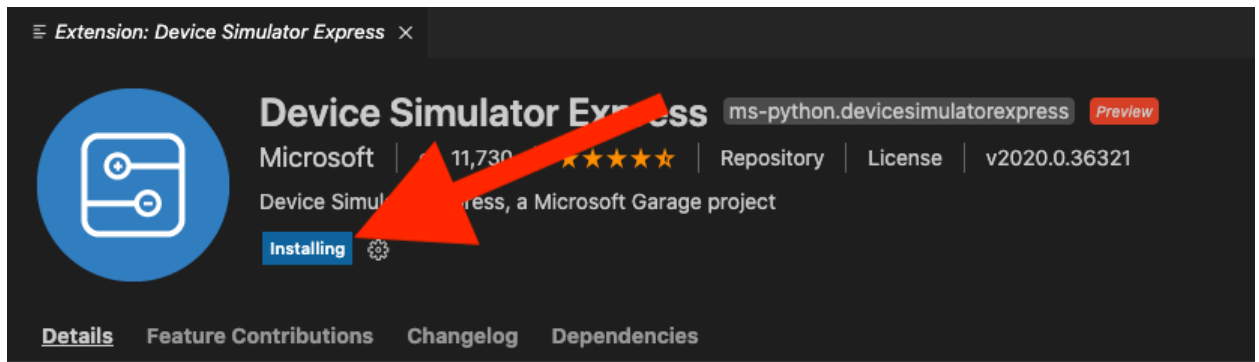 Extension: Device Simulator Express
Device Simulator Express ms-python.devicesimulatorexpress Preview
Microsoft 11,730 Repository License v2020.0.36321
Device a Microsoft Garage project
Installing
Details Feature Contributions Changelog Dependencies